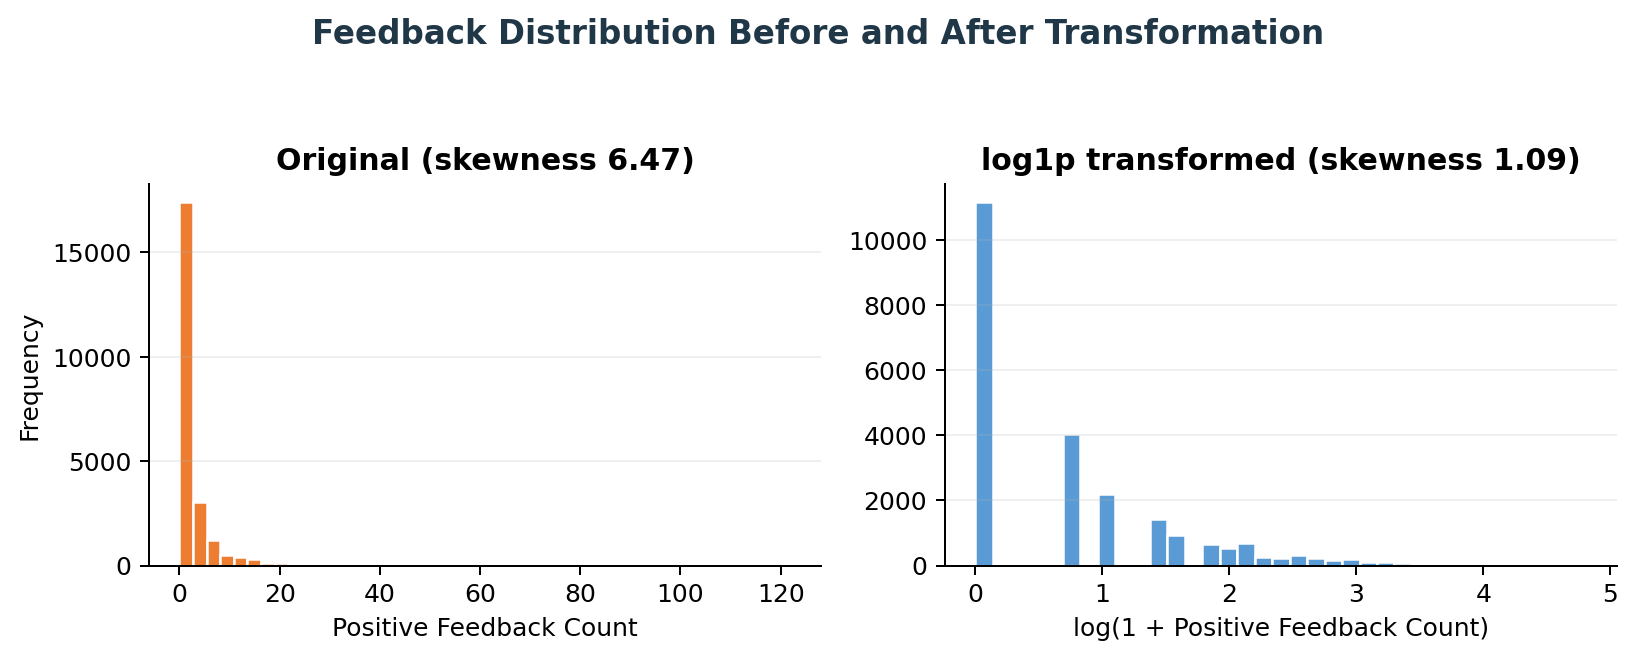 Feedback Distribution Before and After Transformation
Original (skewness 6.47)
Frequency
15000
10000
5000
0
0 20 40 60 80 100 120
Positive Feedback Count
log1p transformed (skewness 1.09)
10000
8000
6000
4000
2000
0
0 1 2 3 4 5
log(1 + Positive Feedback Count)